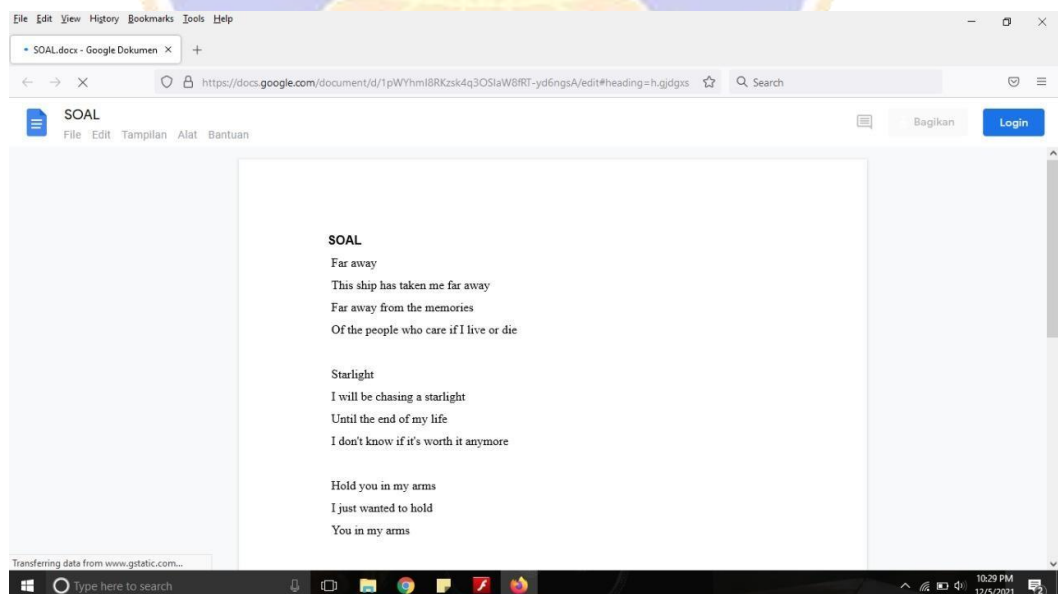 File Edit View History Bookmarks Tools Help
SOAL.docx - Google Dokumen
https://docs.google.com/document/d/1pWYhmI8RKzsk4q3OSIaW8fRT-yd6ngsA/edit#heading=h.gjdgxs
Search
SOAL
File Edit Tampilan Alat Bantuan
Bagikan
Login
SOAL
Far away
This ship has taken me far away
Far away from the memories
Of the people who care if I live or die
Starlight
I will be chasing a starlight
Until the end of my life
I don't know if it's worth it anymore
Hold you in my arms
I just wanted to hold
You in my arms
Transferring data from www.gstatic.com...
Type here to search
10:29 PM
12/5/2021